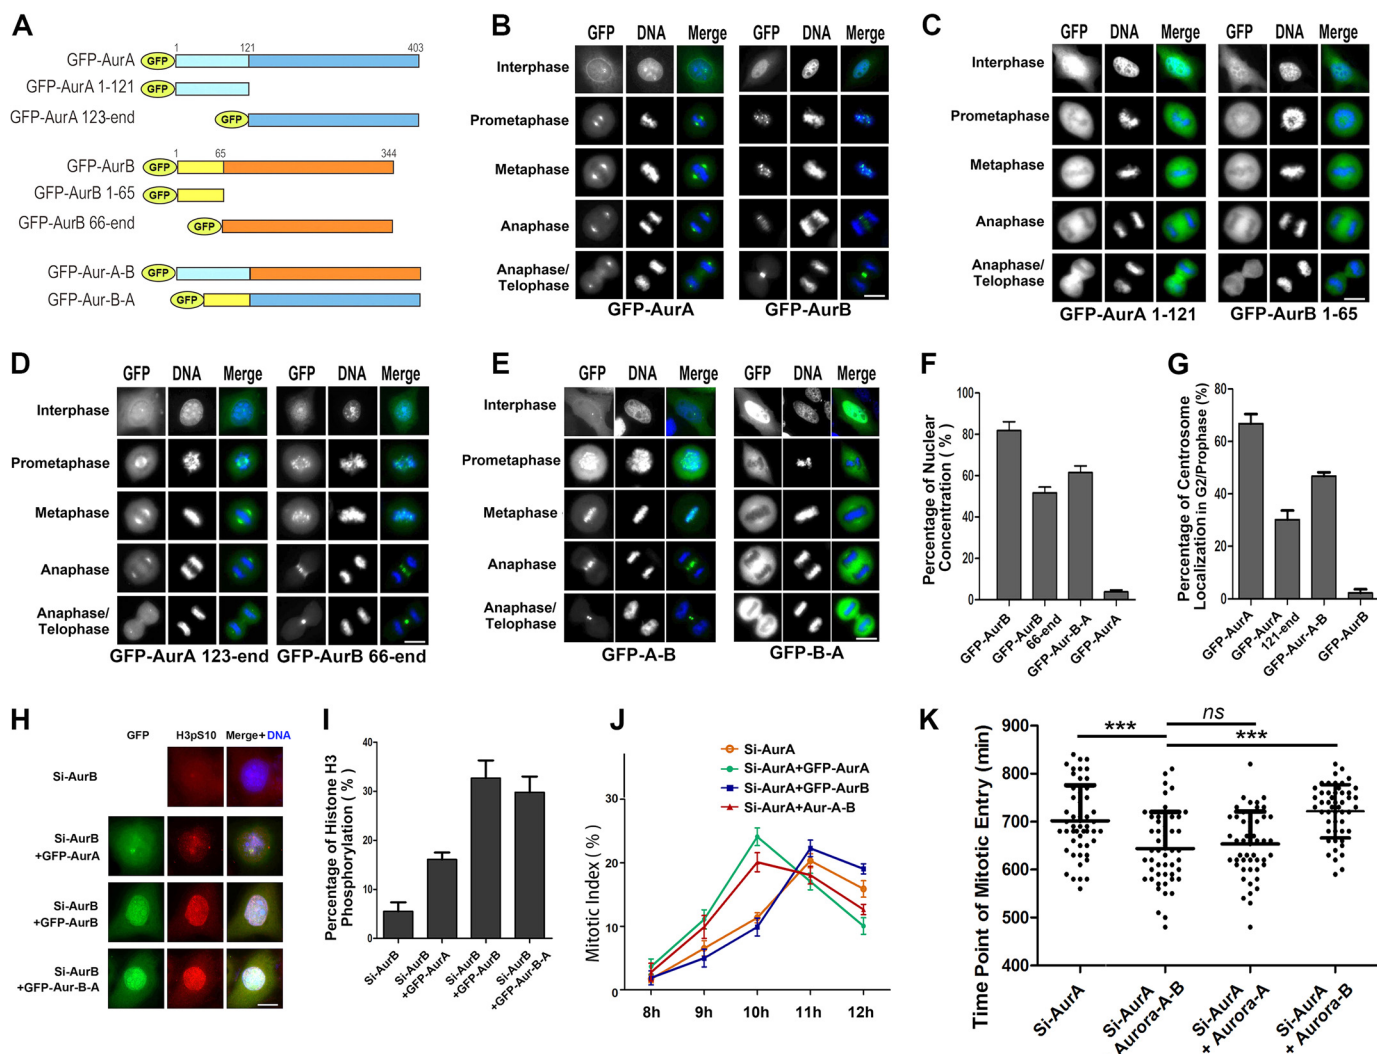 A
1 121 403
GFP-AurA GFP
GFP-AurA 1-121 GFP
GFP-AurA 123-end GFP
1 65 344
GFP-AurB GFP
GFP-AurB 1-65 GFP
GFP-AurB 66-end GFP
GFP-Aur-A-B GFP
GFP-Aur-B-A GFP
B
GFP DNA Merge GFP DNA Merge
Interphase
Prometaphase
Metaphase
Anaphase
Anaphase/
Telophase
GFP-AurA GFP-AurB
C
GFP DNA Merge GFP DNA Merge
Interphase
Prometaphase
Metaphase
Anaphase
Anaphase/
Telophase
GFP-AurA 1-121 GFP-AurB 1-65
D
GFP DNA Merge GFP DNA Merge
Interphase
Prometaphase
Metaphase
Anaphase
Anaphase/
Telophase
GFP-AurA 123-end GFP-AurB 66-end
E
GFP DNA Merge GFP DNA Merge
Interphase
Prometaphase
Metaphase
Anaphase
Anaphase/
Telophase
GFP-A-B GFP-B-A
F
Percentage of Nuclear
Concentration ( % )
100
80
60
40
20
0
GFP-AurB
GFP-AurB
66-end
GFP-Aur-B-A
GFP-AurA
G
Percentage of Centrosome
Localization in G2/Prophase (%)
80
70
60
50
40
30
20
10
0
GFP-AurA
GFP-AurA
121-end
GFP-Aur-A-B
GFP-AurB
H
GFP H3pS10 Merge+DNA
Si-AurB
Si-AurB
+GFP-AurA
Si-AurB
+GFP-AurB
Si-AurB
+GFP-Aur-B-A
I
Percentage of Histone H3
Phosphorylation ( % )
40
30
20
10
0
Si-AurB
Si-AurB
+GFP-AurA
Si-AurB
+GFP-AurB
Si-AurB
+GFP-Aur-B-A
J
Si-AurA
Si-AurA+GFP-AurA
Si-AurA+GFP-AurB
Si-AurA+Aur-A-B
Mitotic Index ( % )
30
20
10
0
8h 9h 10h 11h 12h
K
Time Point of Mitotic Entry (min)
900
800
700
600
500
400
*** ns ***
Si-AurA
Si-AurA
Aurora-A-B
Si-AurA
+ Aurora-A
Si-AurA
+ Aurora-B